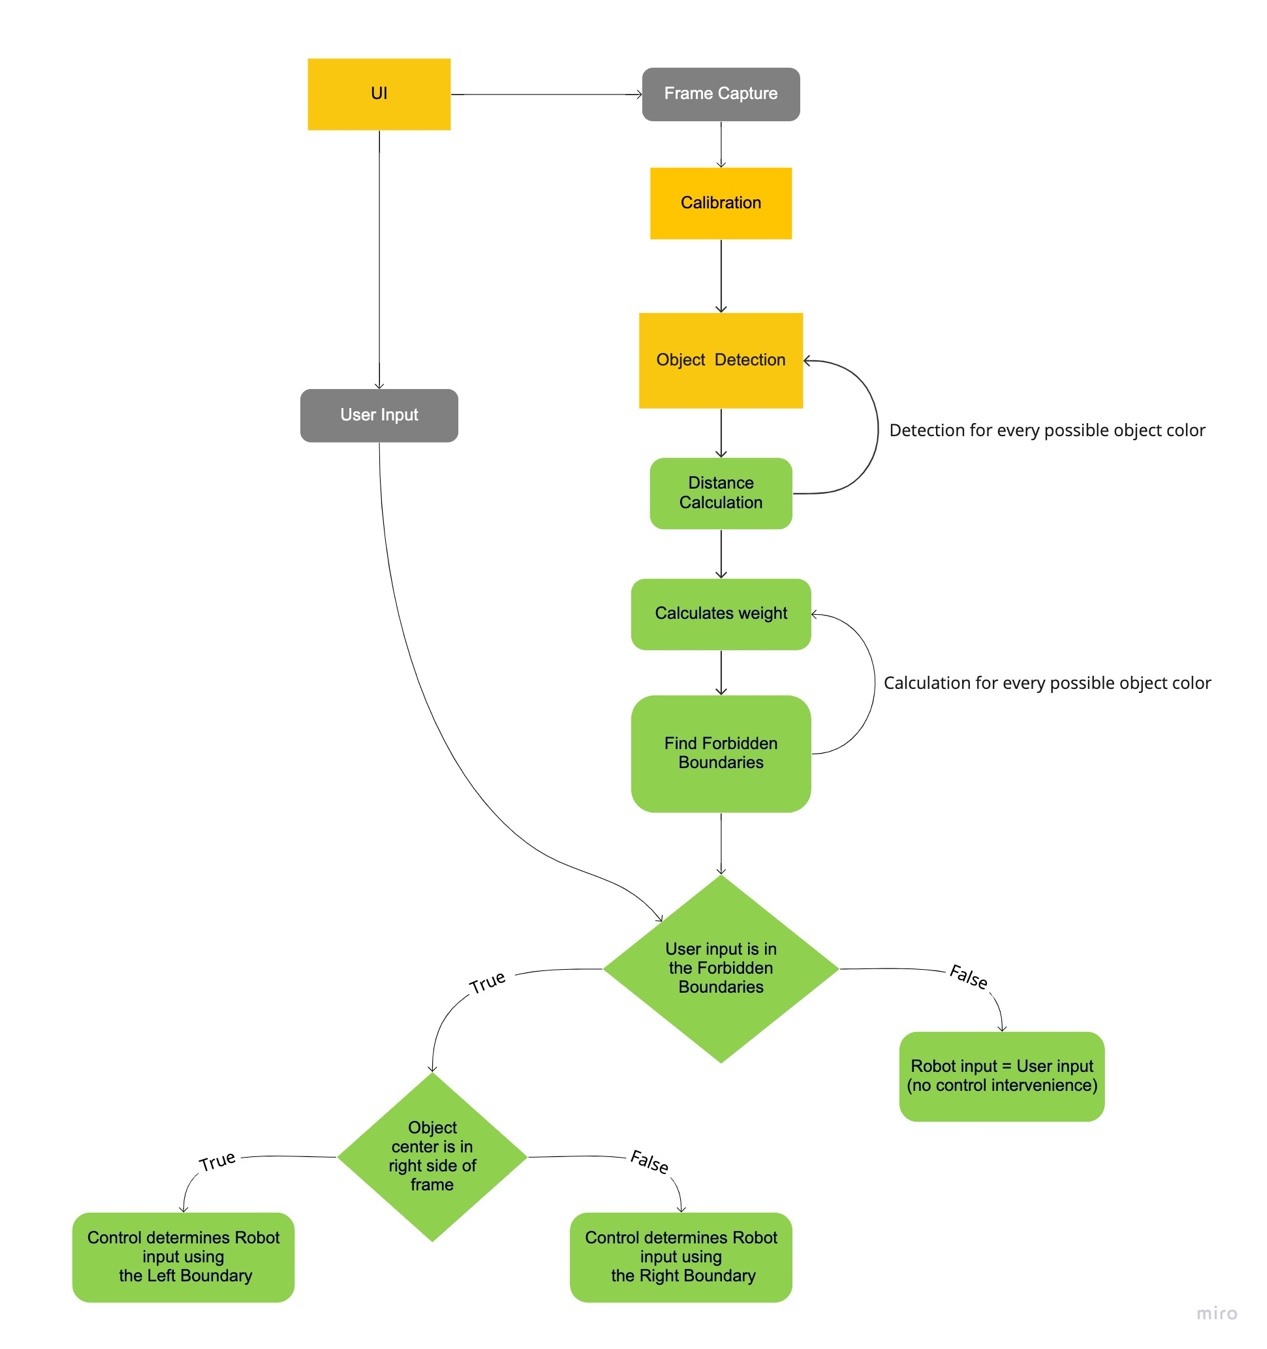 UI
Frame Capture
Calibration
Object  Detection
User Input
Detection for every possible object color
Distance
Calculation
Calculates weight
Calculation for every possible object color
Find Forbidden
Boundaries
User input is in
the Forbidden
Boundaries
True
False
Robot input = User input
(no control intervenience)
Object
center is in
right side of
frame
True
False
Control determines Robot
input using
the Left Boundary
Control determines Robot
input using
the Right Boundary
miro